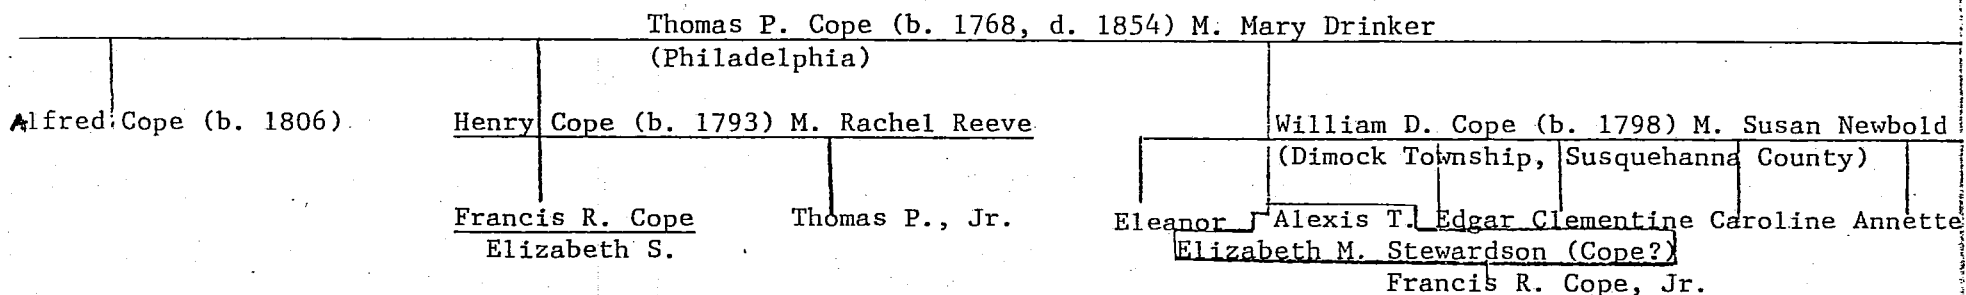 Thomas P. Cope (b. 1768, d. 1854) M. Mary Drinker
(Philadelphia)
Alfred Cope (b. 1806)
Henry Cope (b. 1793) M. Rachel Reeve
William D. Cope (b. 1798) M. Susan Newbold
(Dimock Township, Susquehanna County)
Francis R. Cope
Thomas P., Jr.
Eleanor
Alexis T.
Edgar
Clementine
Caroline
Annette
Elizabeth S.
Elizabeth M. Stewardson (Cope?)
Francis R. Cope, Jr.